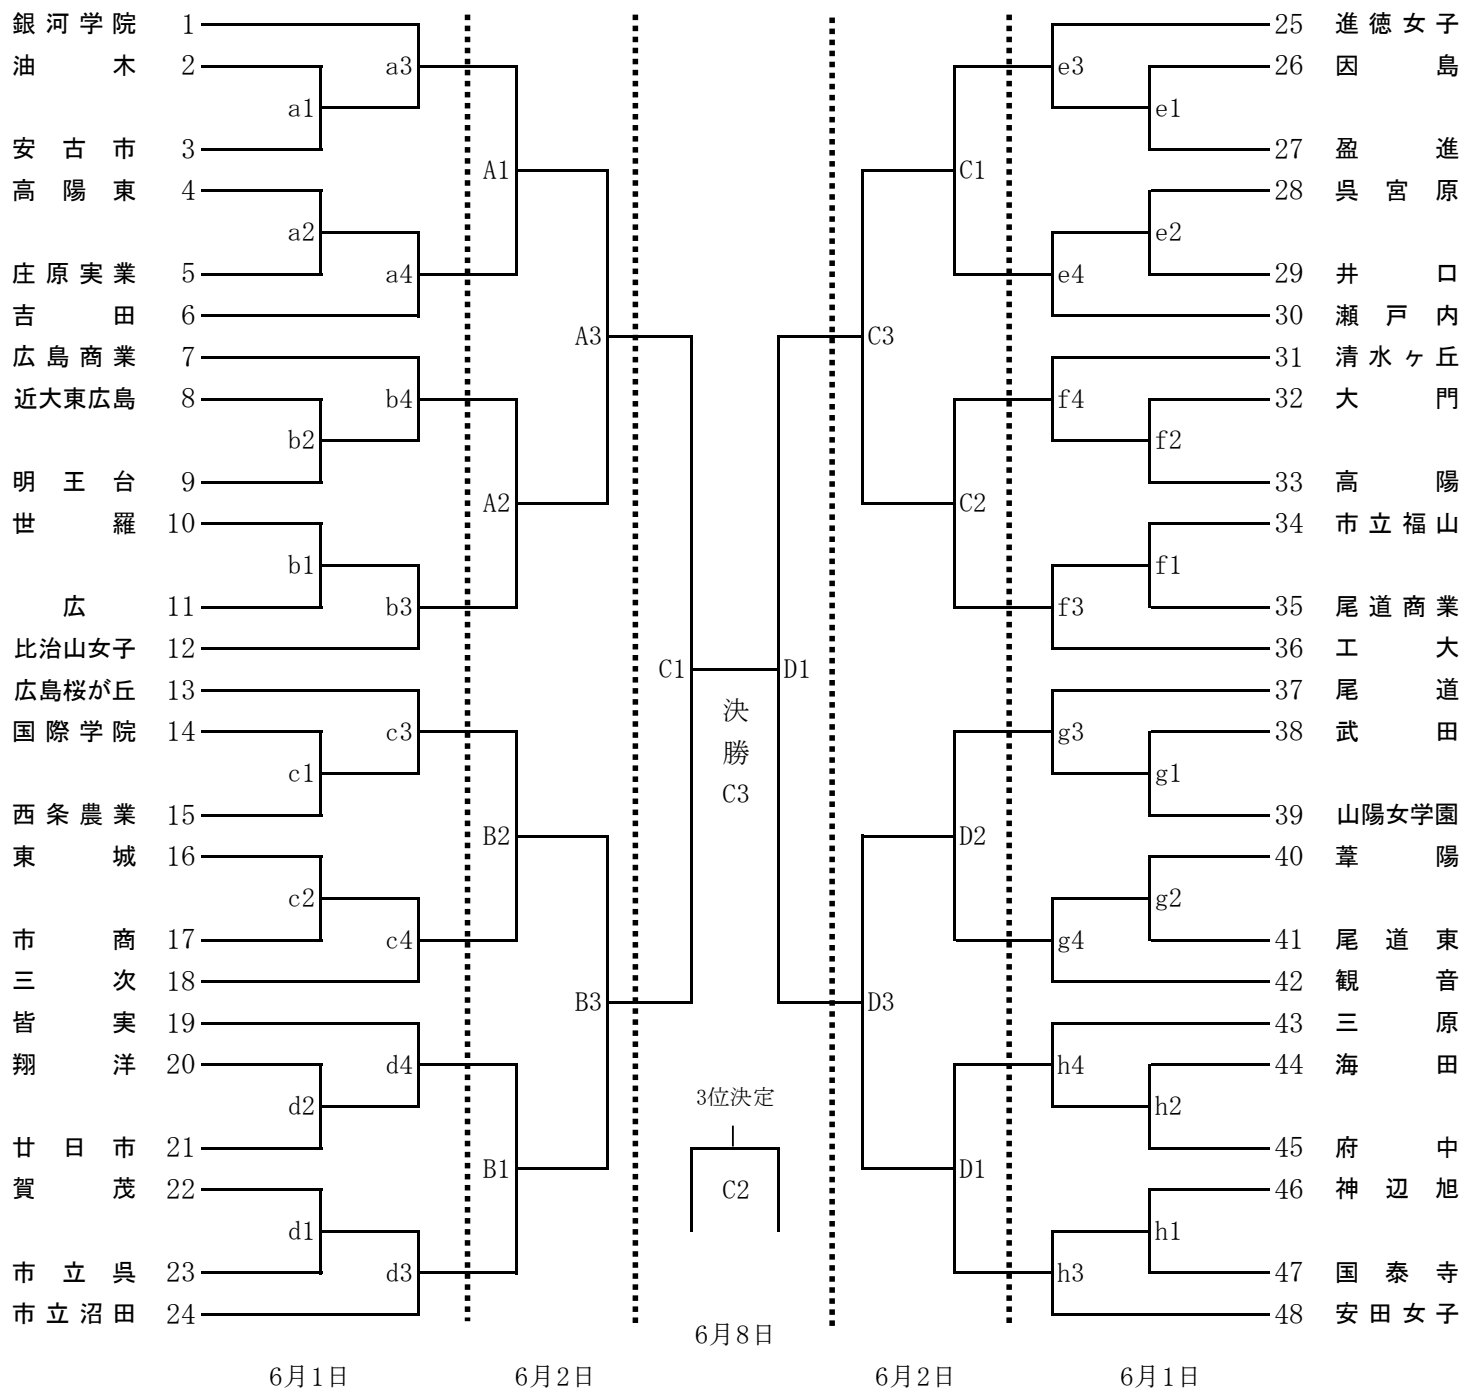 銀河学院 1 25 進徳女子
油木 2 a3 e3 26 因島
a1 e1
安古市 3 27 盈進
A1 C1
高陽東 4 28 呉宮原
a2 e2
庄原実業 5 a4 e4 29 井口
吉田 6 30 瀬戸内
A3 C3
広島商業 7 31 清水ヶ丘
近大東広島 8 b4 f4 32 大門
b2 f2
明王台 9 33 高陽
A2 C2
世羅 10 34 市立福山
b1 f1
広 11 b3 f3 35 尾道商業
比治山女子 12 36 工大
C1 D1
広島桜が丘 13 37 尾道
決
国際学院 14 c3 g3 38 武田
勝
c1 g1
C3
西条農業 15 39 山陽女学園
B2 D2
東城 16 40 葦陽
c2 g2
市商 17 c4 g4 41 尾道東
三次 18 42 観音
B3 D3
皆実 19 43 三原
翔洋 20 d4 h4 44 海田
3位決定
d2 h2
廿日市 21 45 府中
B1 D1
賀茂 22 C2 46 神辺旭
d1 h1
市立呉 23 d3 h3 47 国泰寺
市立沼田 24 48 安田女子
6月8日
6月1日 6月2日 6月2日 6月1日